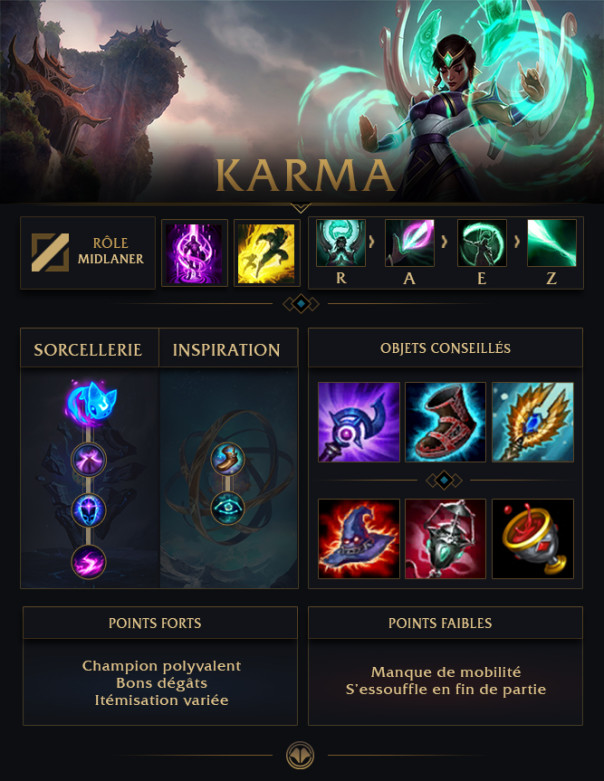 KARMA
RÔLE
MIDLANER
R
A
E
Z
SORCELLERIE
INSPIRATION
OBJETS CONSEILLÉS
POINTS FORTS
Champion polyvalent
Bons dégâts
Itémisation variée
POINTS FAIBLES
Manque de mobilité
S'essouffle en fin de partie